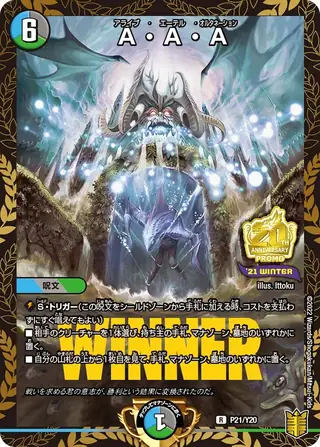 アライブ・エーテル・オルタネーション
6
A・A・A
20th
ANNIVERSARY
PROMO
'21 WINTER
illus. Ittoku
呪文
S・トリガー(この呪文をシールドゾーンから手札に加える時、コストを支払わ
ずにすぐ唱えてもよい)
■相手のクリーチャーを1体選び、持ち主の手札、マナゾーン、墓地のいずれかに
置く。
■自分の山札の上から1枚目を見て、手札、マナゾーン、墓地のいずれかに置く。
WINNER
戦いを求める君の意志が、勝利という結果に変換されたのだ。
1
R P21/Y20